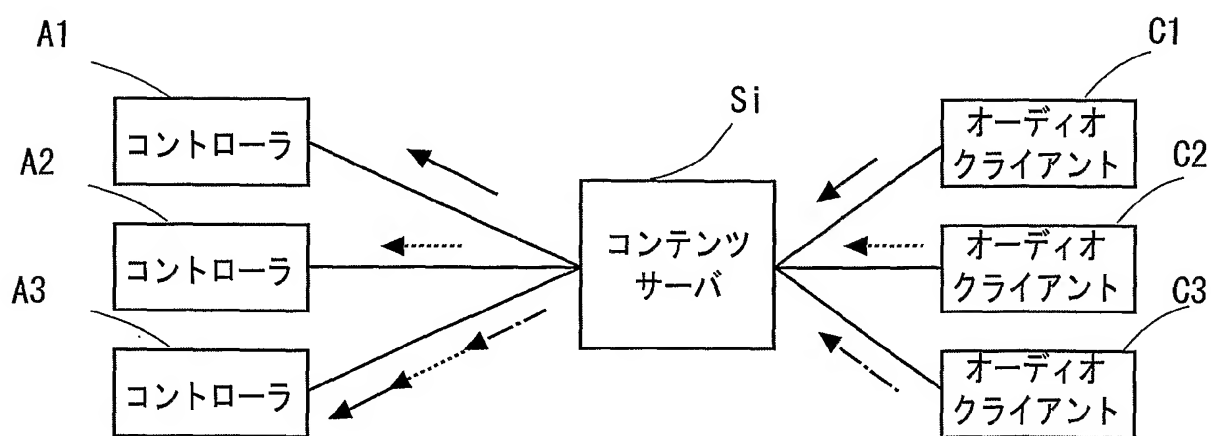 A1
コントローラ
A2
コントローラ
A3
コントローラ
Si
コンテンツ
サーバ
C1
オーディオ
クライアント
C2
オーディオ
クライアント
C3
オーディオ
クライアント